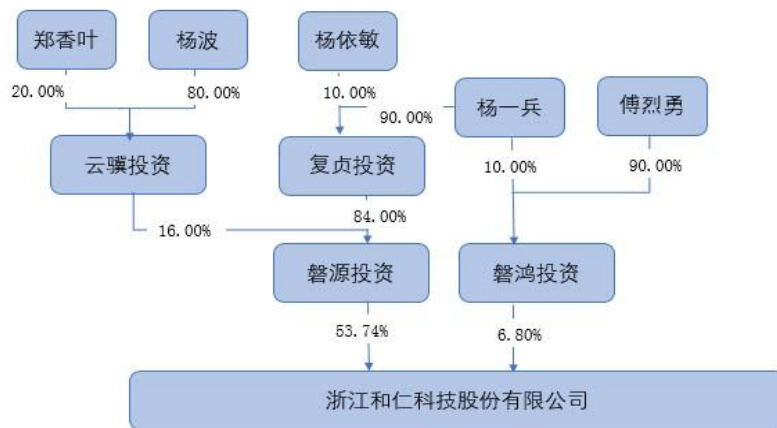 郑香叶
杨波
杨依敏
20.00%
80.00%
10.00%
90.00%
杨一兵
傅烈勇
云骥投资
复贞投资
10.00%
90.00%
84.00%
16.00%
磐源投资
磐鸿投资
53.74%
6.80%
浙江和仁科技股份有限公司